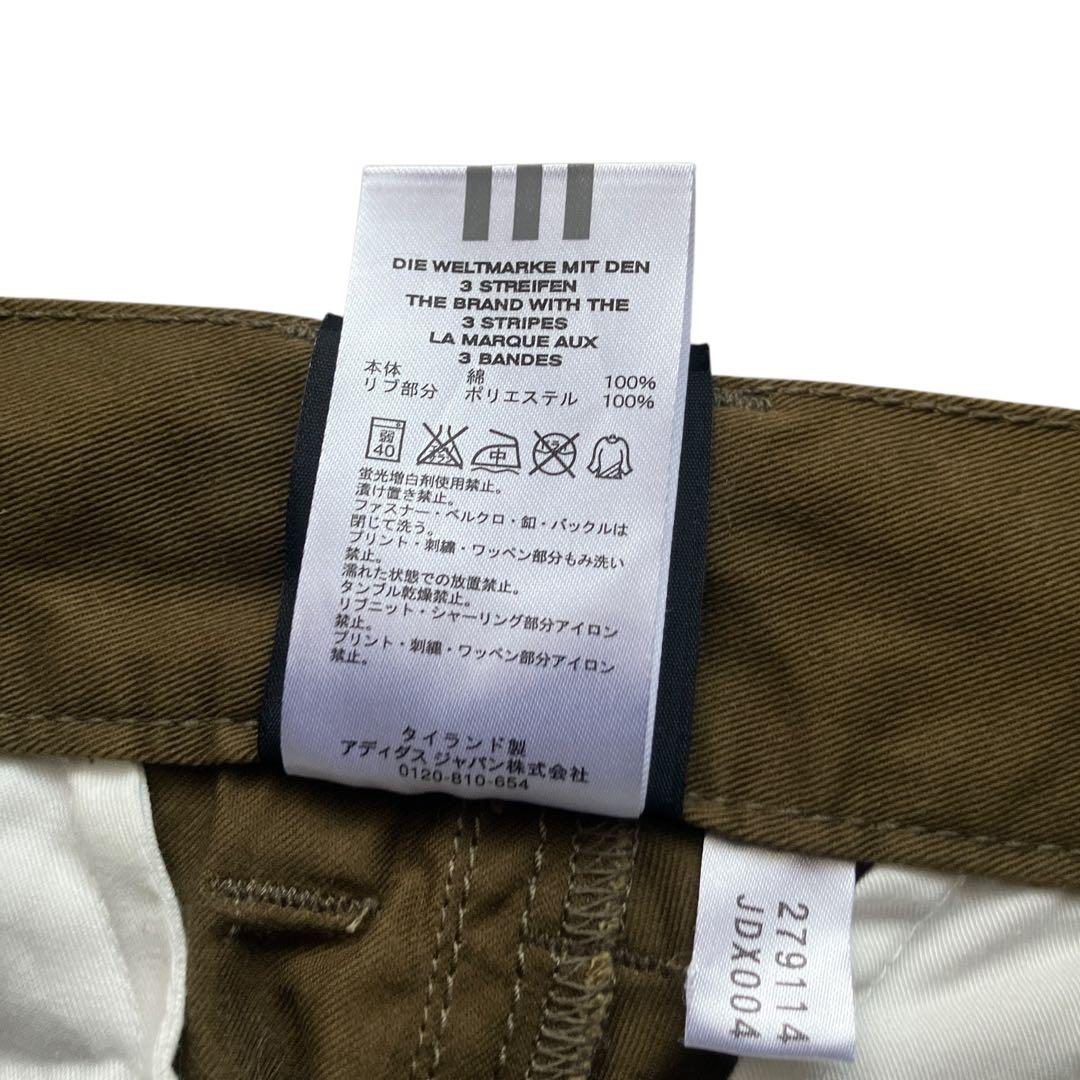 DIE WELTMARKE MIT DEN
3 STREIFEN
THE BRAND WITH THE
3 STRIPES
LA MARQUE AUX
3 BANDES
本体 綿 100%
リブ部分 ポリエステル 100%
弱 40 中
蛍光増白剤使用禁止。
漬け置き禁止。
ファスナー・ベルクロ・釦・バックルは
閉じて洗う。
プリント・刺繍・ワッペン部分もみ洗い
禁止。
濡れた状態での放置禁止。
タンブル乾燥禁止。
リブニット・シャーリング部分アイロン
禁止。
プリント・刺繍・ワッペン部分アイロン
禁止。
タイランド製
アディダス ジャパン株式会社
0120-810-654
279114
JDX004